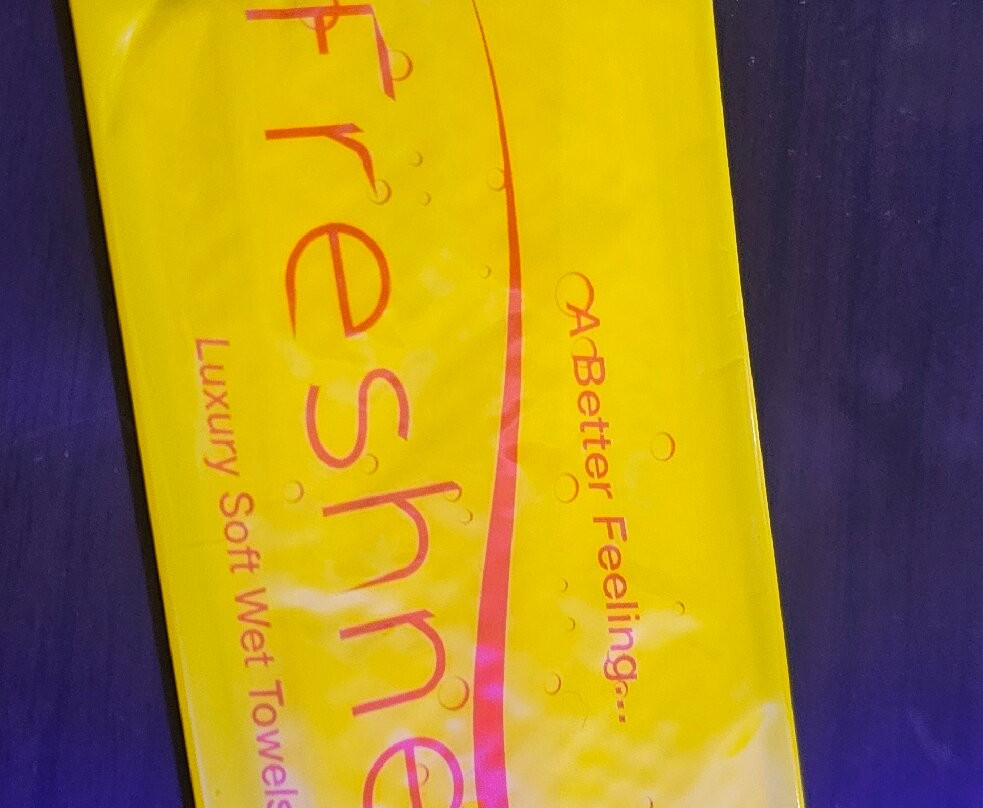 A Better Feeling...
Freshne
Luxury Soft Wet Towels